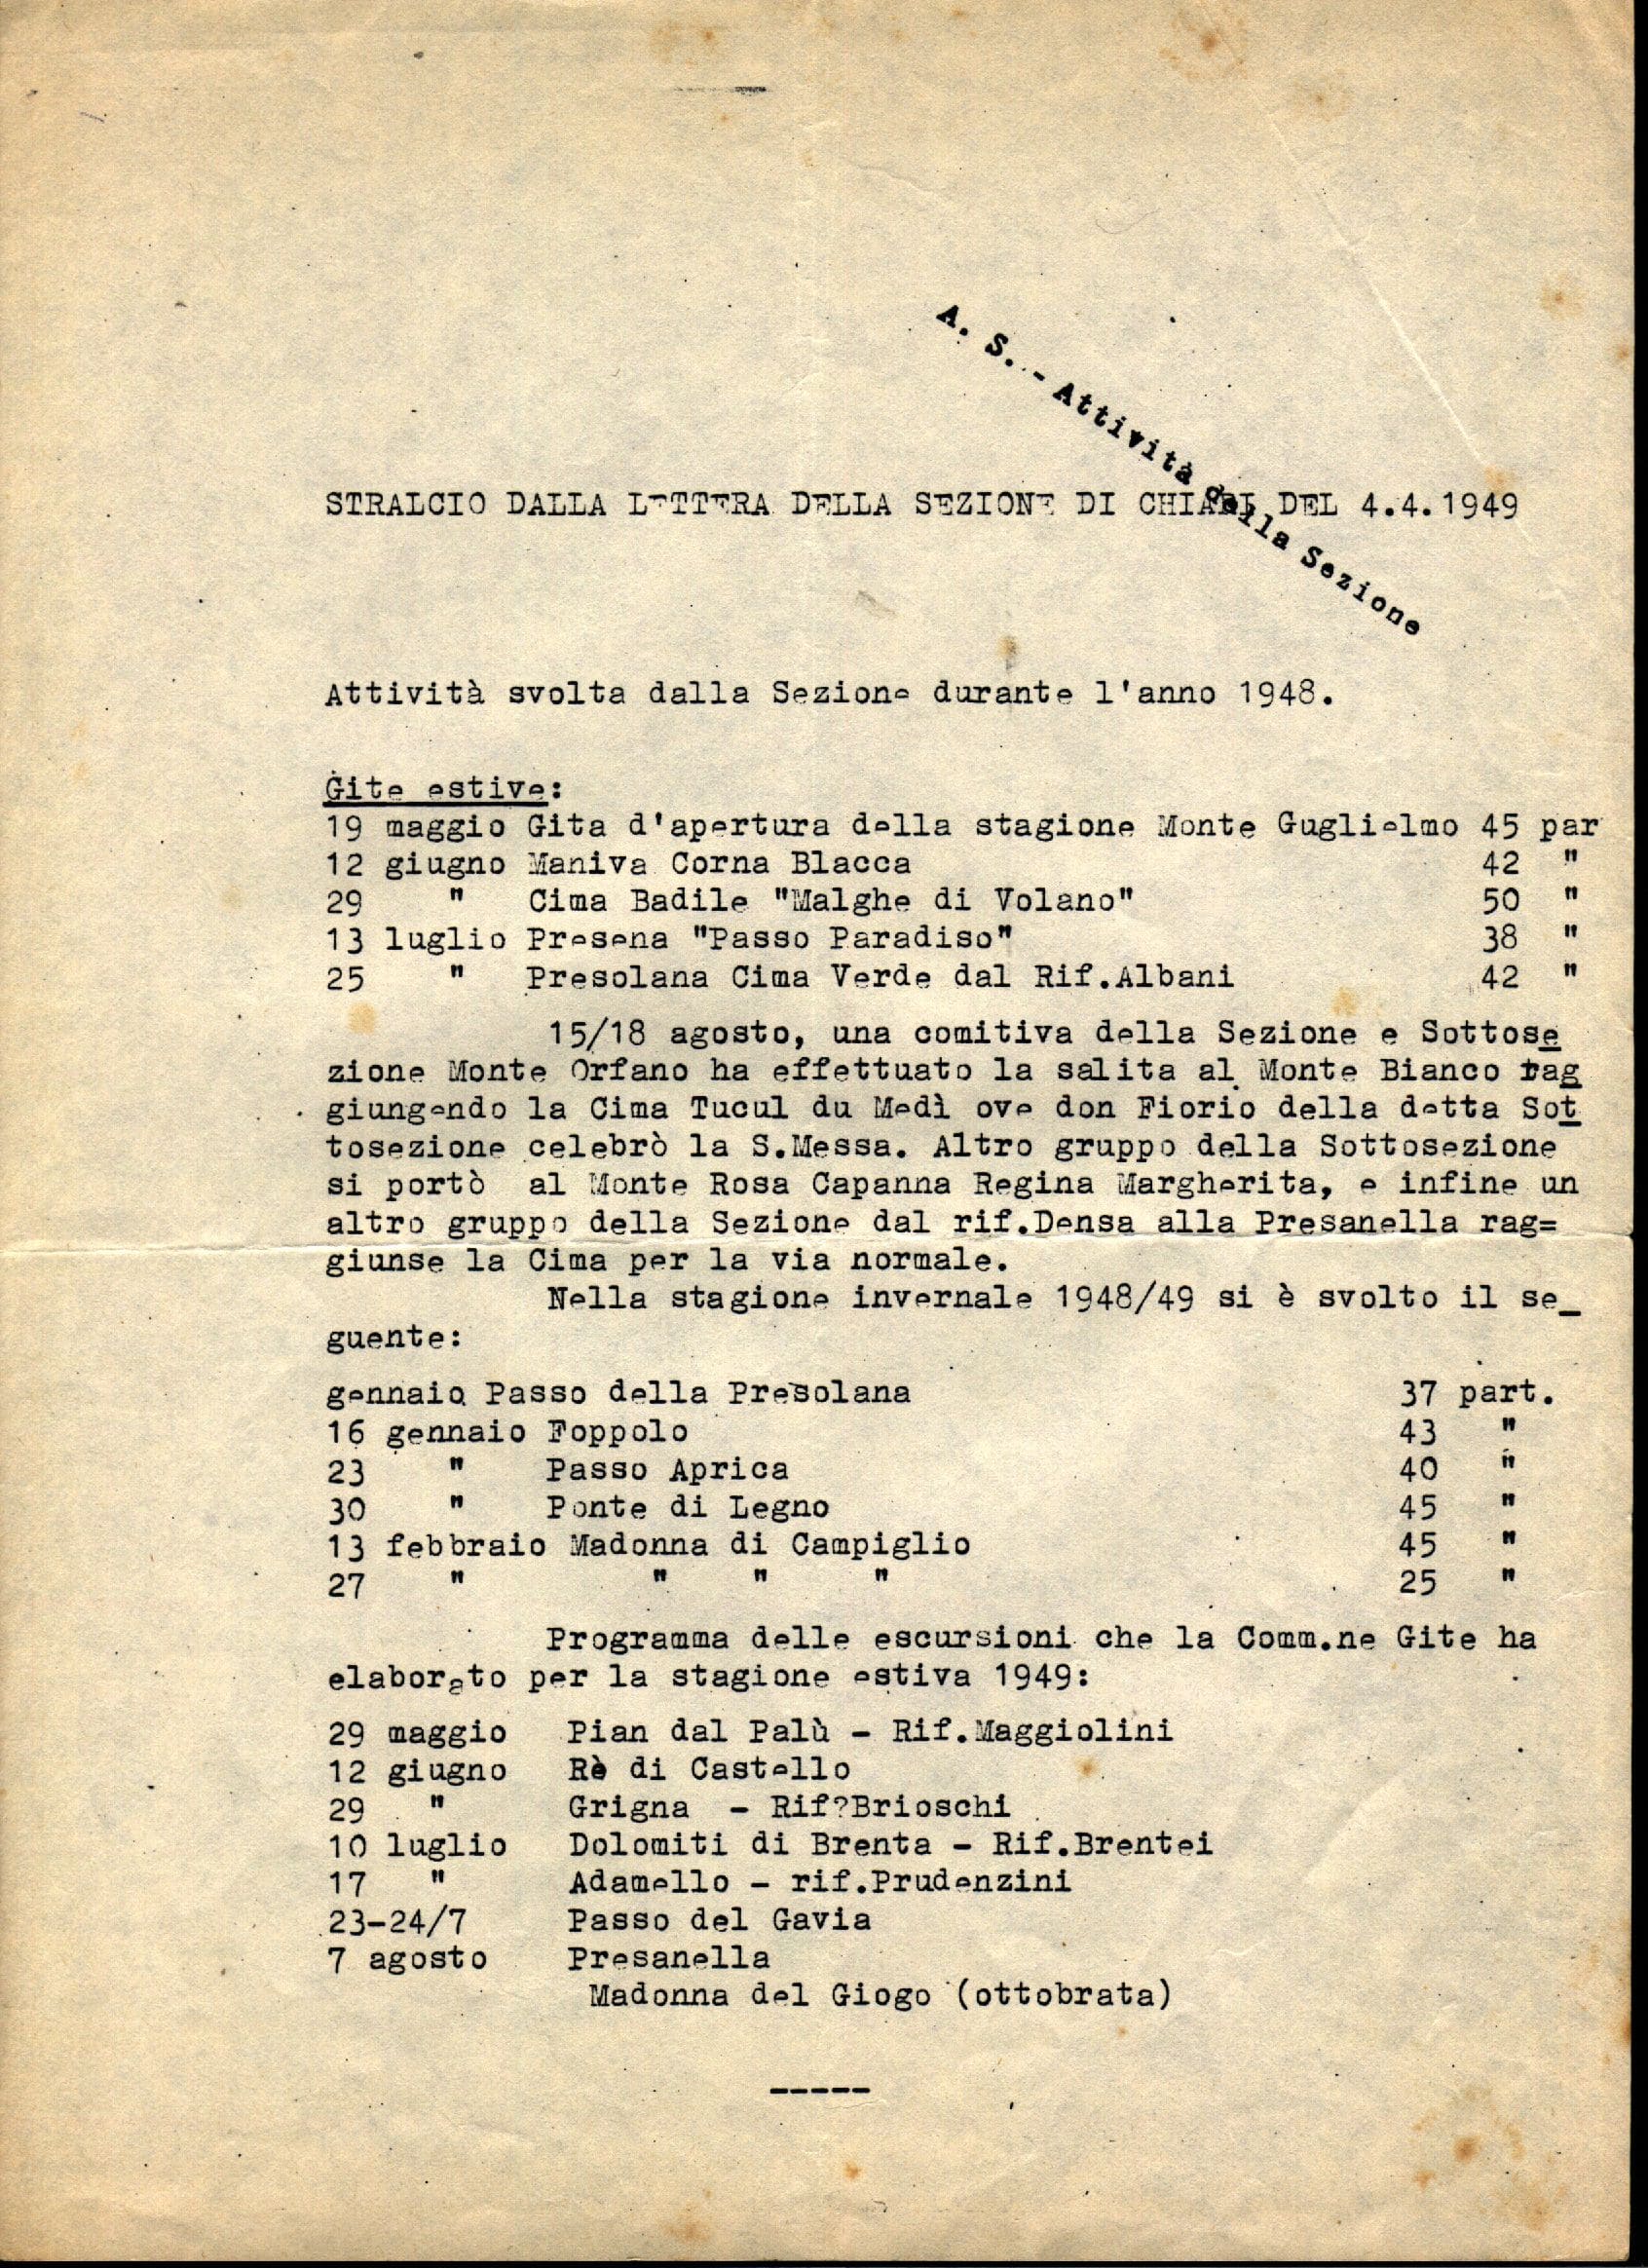 A. S. - Attività della Sezione
STRALCIO DALLA LETTERA DELLA SEZIONE DI CHIARI DEL 4.4.1949
Attività svolta dalla Sezione durante l'anno 1948.
Gite estive:
19 maggio Gita d'apertura della stagione Monte Guglielmo 45 par
12 giugno Maniva Corna Blacca 42 "
29 " Cima Badile "Malghe di Volano" 50 "
13 luglio Presena "Passo Paradiso" 38 "
25 " Presolana Cima Verde dal Rif.Albani 42 "
15/18 agosto, una comitiva della Sezione e Sottose
zione Monte Orfano ha effettuato la salita al Monte Bianco rag
giungendo la Cima Tucul du Medì ove don Fiorio della detta Sot
tosezione celebrò la S.Messa. Altro gruppo della Sottosezione
si portò al Monte Rosa Capanna Regina Margherita, e infine un
altro gruppo della Sezione dal rif.Densa alla Presanella rag=
giunse la Cima per la via normale.
Nella stagione invernale 1948/49 si è svolto il se_
guente:
gennaio Passo della Presolana 37 part.
16 gennaio Foppolo 43 "
23 " Passo Aprica 40 "
30 " Ponte di Legno 45 "
13 febbraio Madonna di Campiglio 45 "
27 " " " " 25 "
Programma delle escursioni che la Comm.ne Gite ha
elaborato per la stagione estiva 1949:
29 maggio Pian dal Palù - Rif.Maggiolini
12 giugno Rè di Castello
29 " Grigna - Rif?Brioschi
10 luglio Dolomiti di Brenta - Rif.Brentei
17 " Adamello - rif.Prudenzini
23-24/7 Passo del Gavia
7 agosto Presanella
Madonna del Giogo (ottobrata)
-----